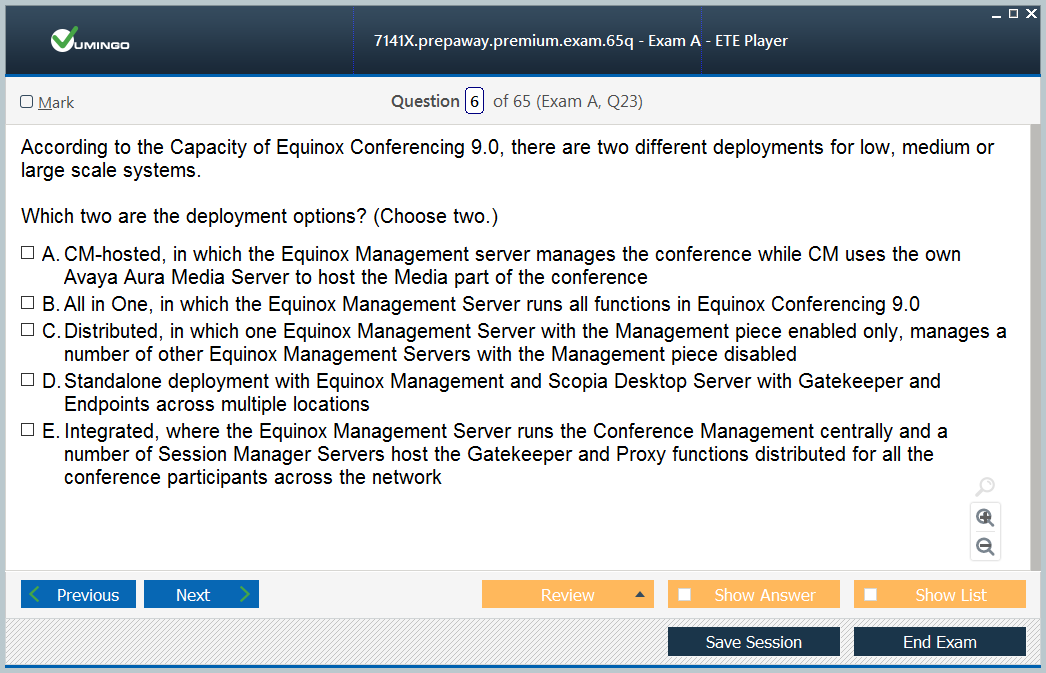 VUMINGO
7141X.prepaway.premium.exam.65q - Exam A - ETE Player
Mark
Question 6 of 65 (Exam A, Q23)
According to the Capacity of Equinox Conferencing 9.0, there are two different deployments for low, medium or
large scale systems.
Which two are the deployment options? (Choose two.)
A. CM-hosted, in which the Equinox Management server manages the conference while CM uses the own
Avaya Aura Media Server to host the Media part of the conference
B. All in One, in which the Equinox Management Server runs all functions in Equinox Conferencing 9.0
C. Distributed, in which one Equinox Management Server with the Management piece enabled only, manages a
number of other Equinox Management Servers with the Management piece disabled
D. Standalone deployment with Equinox Management and Scopia Desktop Server with Gatekeeper and
Endpoints across multiple locations
E. Integrated, where the Equinox Management Server runs the Conference Management centrally and a
number of Session Manager Servers host the Gatekeeper and Proxy functions distributed for all the
conference participants across the network
Previous
Next
Review
Show Answer
Show List
Save Session
End Exam